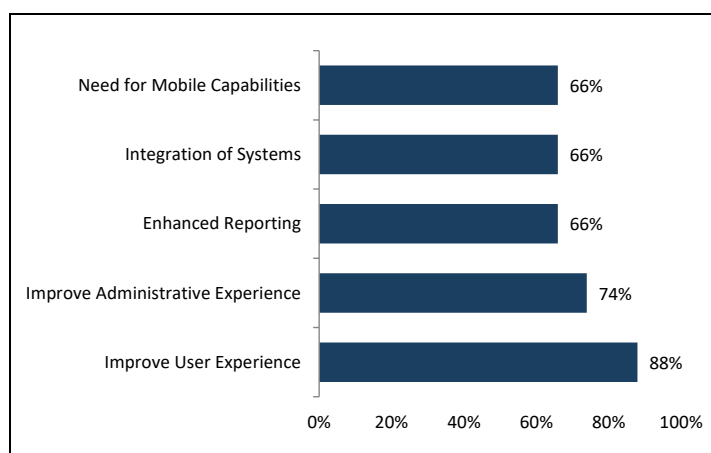 Need for Mobile Capabilities 66%
Integration of Systems 66%
Enhanced Reporting 66%
Improve Administrative Experience 74%
Improve User Experience 88%
0% 20% 40% 60% 80% 100%